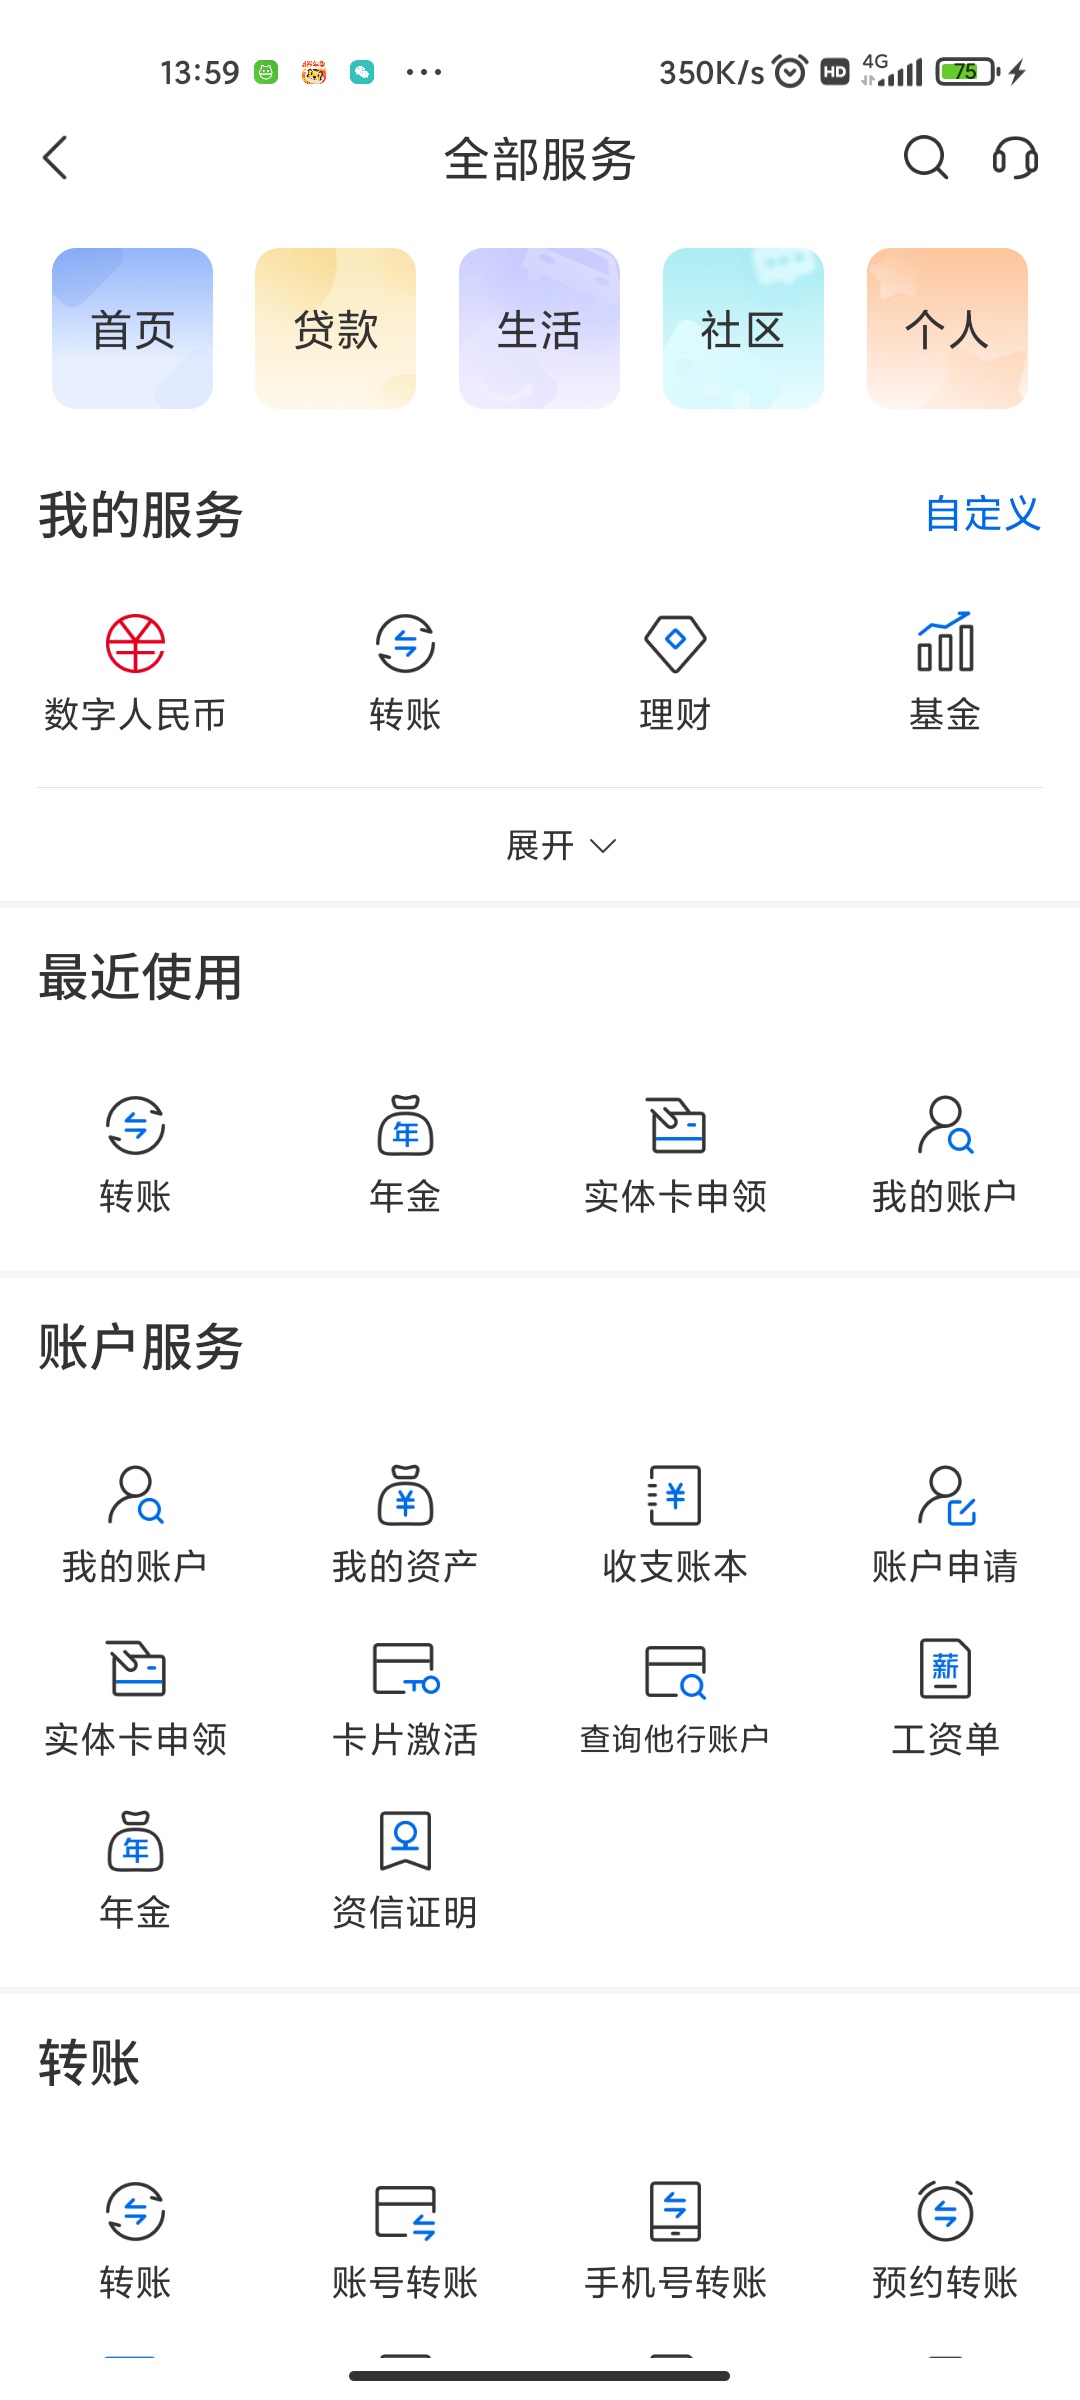 13:59 350K/s HD 4G 75
全部服务
首页 贷款 生活 社区 个人
我的服务 自定义
数字人民币 转账 理财 基金
展开
最近使用
年
转账 年金 实体卡申领 我的账户
账户服务
¥ ¥
我的账户 我的资产 收支账本 账户申请
薪
实体卡申领 卡片激活 查询他行账户 工资单
年
年金 资信证明
转账
转账 账号转账 手机号转账 预约转账